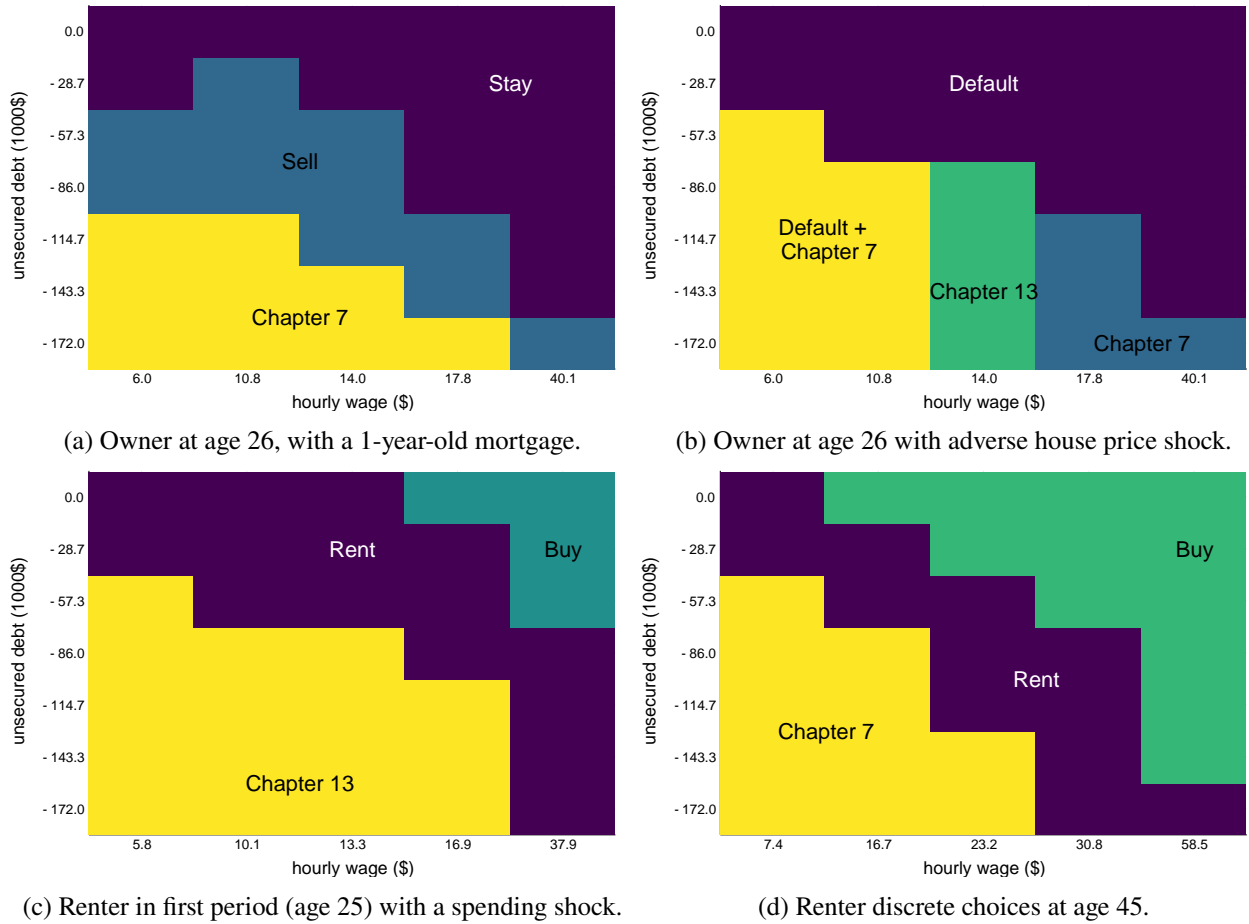 unsecured debt (1000$)
0.0
- 28.7
- 57.3
- 86.0
- 114.7
- 143.3
- 172.0
Stay
Sell
Chapter 7
6.0 10.8 14.0 17.8 40.1
hourly wage ($)
(a) Owner at age 26, with a 1-year-old mortgage.
unsecured debt (1000$)
0.0
- 28.7
- 57.3
- 86.0
- 114.7
- 143.3
- 172.0
Default
Default +
Chapter 7
Chapter 13
Chapter 7
6.0 10.8 14.0 17.8 40.1
hourly wage ($)
(b) Owner at age 26 with adverse house price shock.
unsecured debt (1000$)
0.0
- 28.7
- 57.3
- 86.0
- 114.7
- 143.3
- 172.0
Rent
Buy
Chapter 13
5.8 10.1 13.3 16.9 37.9
hourly wage ($)
(c) Renter in first period (age 25) with a spending shock.
unsecured debt (1000$)
0.0
- 28.7
- 57.3
- 86.0
- 114.7
- 143.3
- 172.0
Buy
Rent
Chapter 7
7.4 16.7 23.2 30.8 58.5
hourly wage ($)
(d) Renter discrete choices at age 45.